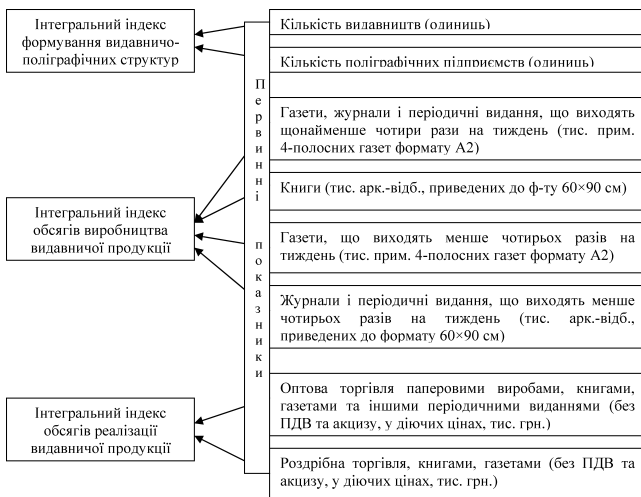 Інтегральний індекс
формування видавничо-
поліграфічних структур
Інтегральний індекс
обсягів виробництва
видавничої продукції
Інтегральний індекс
обсягів реалізації
видавничої продукції
Первинні показники
Кількість видавництв (одиниць)
Кількість поліграфічних підприємств (одиниць)
Газети, журнали і періодичні видання, що виходять
щонайменше чотири рази на тиждень (тис. прим.
4-полосних газет формату А2)
Книги (тис. арк.-відб., приведених до ф-ту 60×90 см)
Газети, що виходять менше чотирьох разів на
тиждень (тис. прим. 4-полосних газет формату А2)
Журнали і періодичні видання, що виходять менше
чотирьох разів на тиждень (тис. арк.-відб.,
приведених до формату 60×90 см)
Оптова торгівля паперовими виробами, книгами,
газетами та іншими періодичними виданнями (без
ПДВ та акцизу, у діючих цінах, тис. грн.)
Роздрібна торгівля, книгами, газетами (без ПДВ та
акцизу, у діючих цінах, тис. грн.)